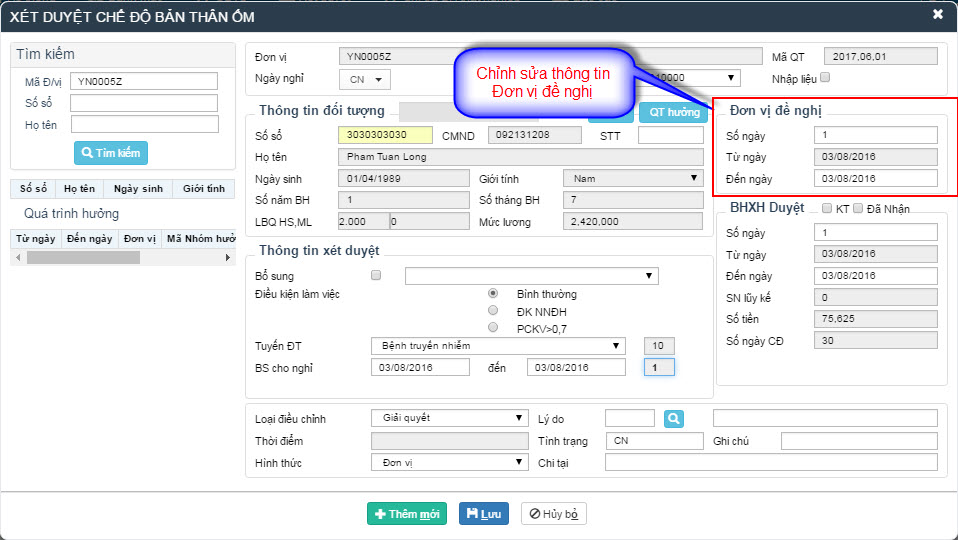 XÉT DUYỆT CHẾ ĐỘ BẢN THÂN ỐM
Tìm kiếm
Mã Đ/vị YN0005Z
Số sổ
Họ tên
Tìm kiếm
Số sổ Họ tên Ngày sinh Giới tính
Quá trình hưởng
Từ ngày Đến ngày Đơn vị Mã Nhóm hưở
Đơn vị YN0005Z Mã QT 2017,06,01
Ngày nghỉ CN 10000 Nhập liệu
Chỉnh sửa thông tin
Đơn vị đề nghị
Thông tin đối tượng QT hưởng
Số sổ 3030303030 CMND 092131208 STT
Họ tên Pham Tuan Long
Ngày sinh 01/04/1989 Giới tính Nam
Số năm BH 1 Số tháng BH 7
LBQ HS,ML 2.000 0 Mức lương 2,420,000
Đơn vị đề nghị
Số ngày 1
Từ ngày 03/08/2016
Đến ngày 03/08/2016
BHXH Duyệt KT Đã Nhận
Số ngày 1
Từ ngày 03/08/2016
Đến ngày 03/08/2016
SN lũy kế 0
Số tiền 75,625
Số ngày CĐ 30
Thông tin xét duyệt
Bổ sung
Điều kiện làm việc Bình thường
ĐK NNĐH
PCKV>0,7
Tuyến ĐT Bệnh truyền nhiễm 10
BS cho nghỉ 03/08/2016 đến 03/08/2016 1
Loại điều chỉnh Giải quyết Lý do
Thời điểm Tình trạng CN Ghi chú
Hình thức Đơn vị Chi tại
Thêm mới Lưu Hủy bỏ